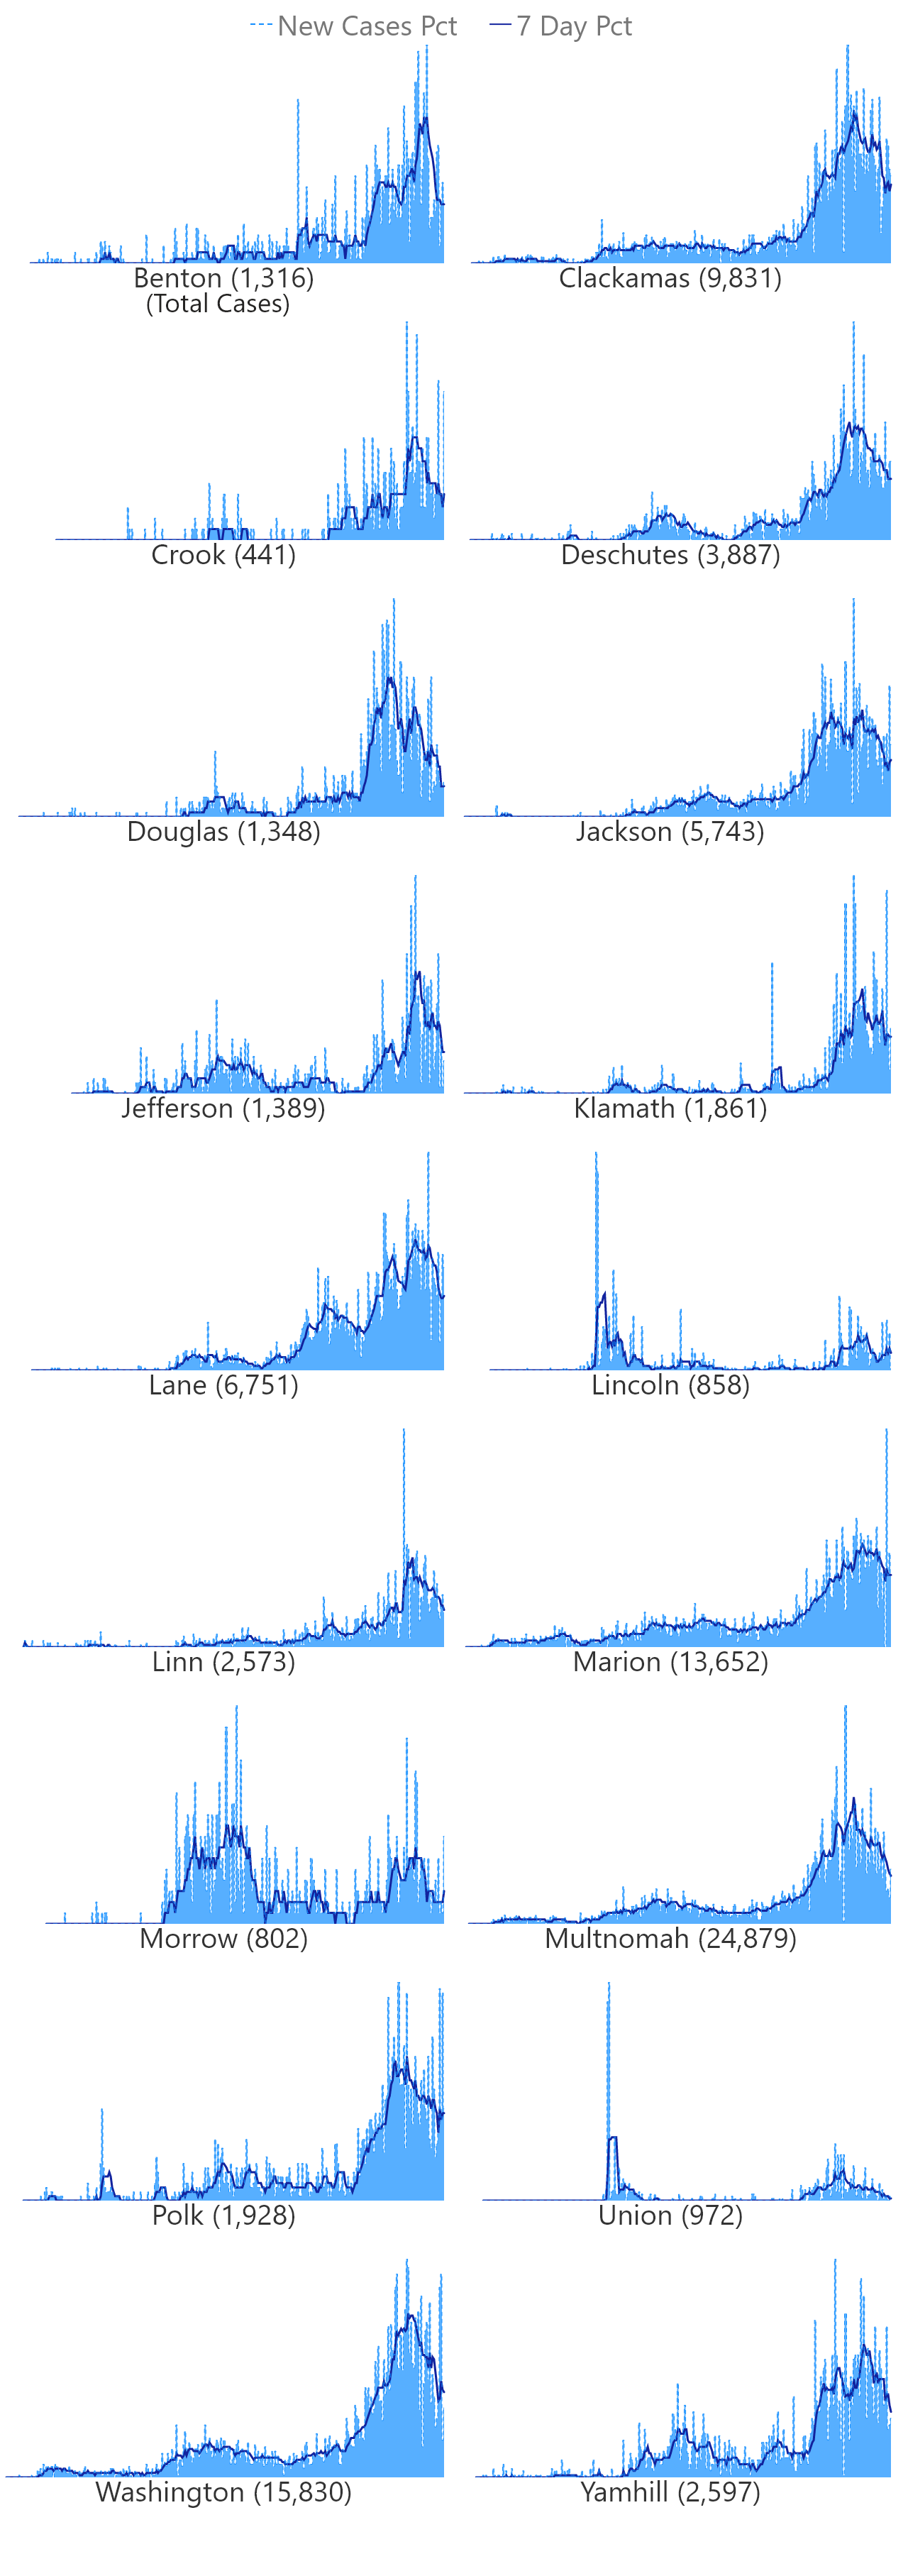 New Cases Pct 7 Day Pct
Benton (1,316) Clackamas (9,831)
(Total Cases)
Crook (441) Deschutes (3,887)
Douglas (1,348) Jackson (5,743)
Jefferson (1,389) Klamath (1,861)
Lane (6,751) Lincoln (858)
Linn (2,573) Marion (13,652)
Morrow (802) Multnomah (24,879)
Polk (1,928) Union (972)
Washington (15,830) Yamhill (2,597)